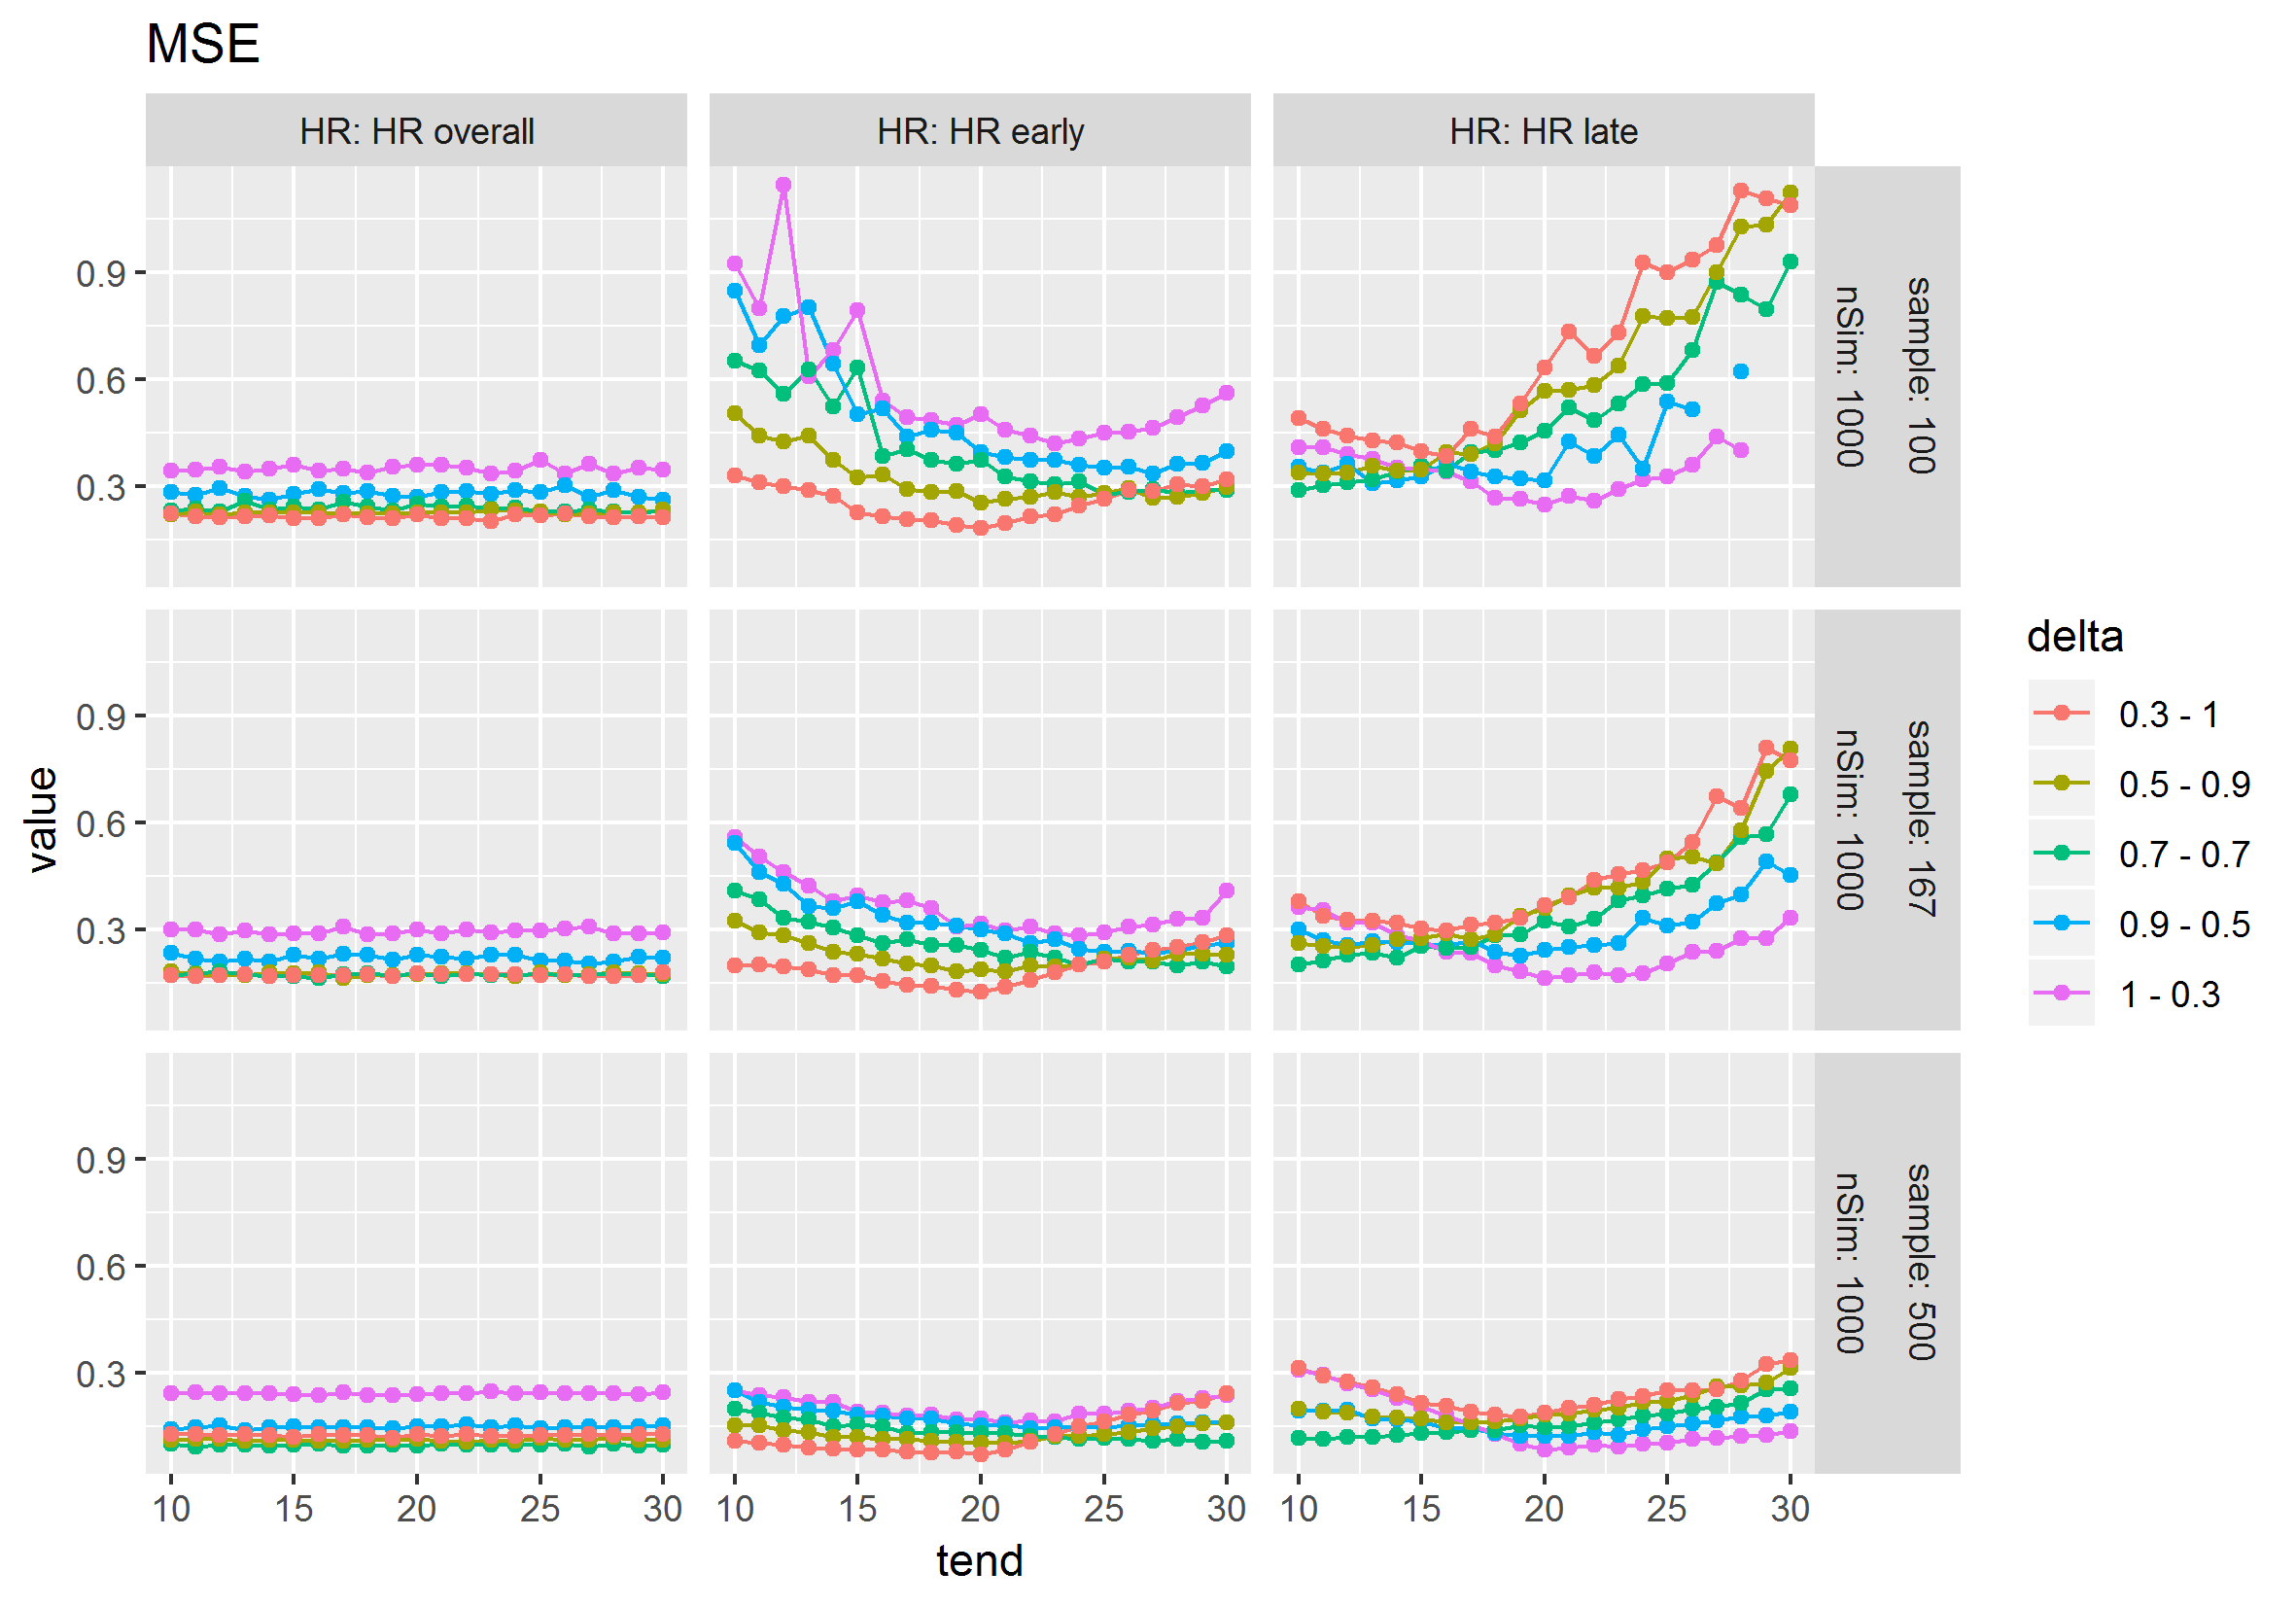 MSE
HR: HR overall
HR: HR early
HR: HR late
0.9
0.6
0.3
sample: 100
nSim: 1000
0.9
0.6
0.3
sample: 167
nSim: 1000
0.9
0.6
0.3
sample: 500
nSim: 1000
10 15 20 25 30
10 15 20 25 30
10 15 20 25 30
tend
value
delta
0.3 - 1
0.5 - 0.9
0.7 - 0.7
0.9 - 0.5
1 - 0.3